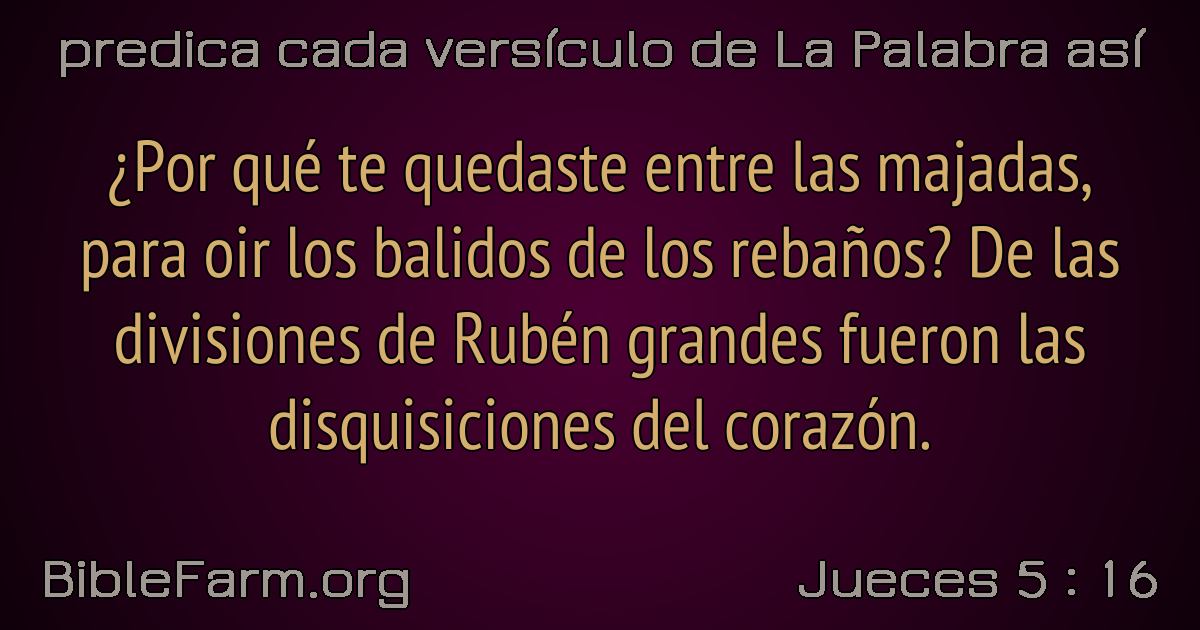 predica cada versículo de La Palabra así
¿Por qué te quedaste entre las majadas,
para oir los balidos de los rebaños? De las
divisiones de Rubén grandes fueron las
disquisiciones del corazón.
BibleFarm.org
Jueces 5 : 16